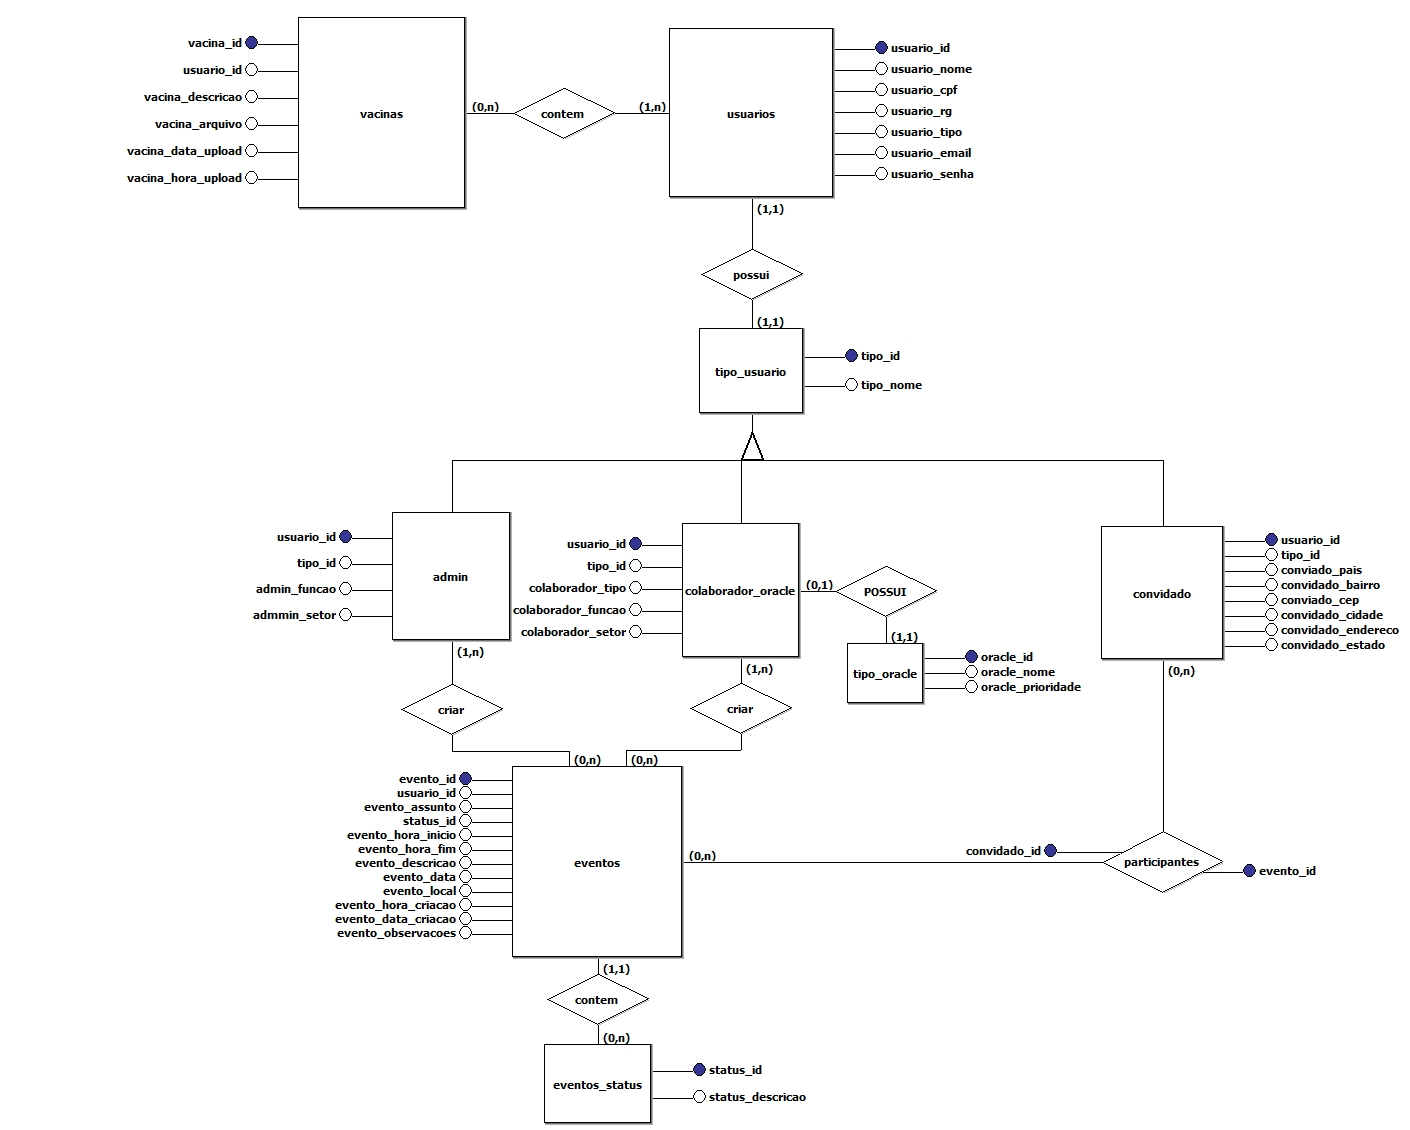 vacina_id
usuario_id
vacina_descricao
vacina_arquivo
vacina_data_upload
vacina_hora_upload
vacinas
(0,n)
contem
(1,n)
usuarios
usuario_id
usuario_nome
usuario_cpf
usuario_rg
usuario_tipo
usuario_email
usuario_senha
(1,1)
possui
(1,1)
tipo_usuario
tipo_id
tipo_nome
usuario_id
tipo_id
admin_funcao
admmin_setor
admin
(1,n)
criar
usuario_id
tipo_id
colaborador_tipo
colaborador_funcao
colaborador_setor
colaborador_oracle
(0,1)
POSSUI
(1,1)
tipo_oracle
oracle_id
oracle_nome
oracle_prioridade
(1,n)
criar
convidado
usuario_id
tipo_id
conviado_pais
convidado_bairro
conviado_cep
convidado_cidade
convidado_endereco
convidado_estado
(0,n)
(0,n)
(0,n)
evento_id
usuario_id
evento_assunto
status_id
evento_hora_inicio
evento_hora_fim
evento_descricao
evento_data
evento_local
evento_hora_criacao
evento_data_criacao
evento_observacoes
eventos
(0,n)
convidado_id
participantes
evento_id
(1,1)
contem
(0,n)
eventos_status
status_id
status_descricao